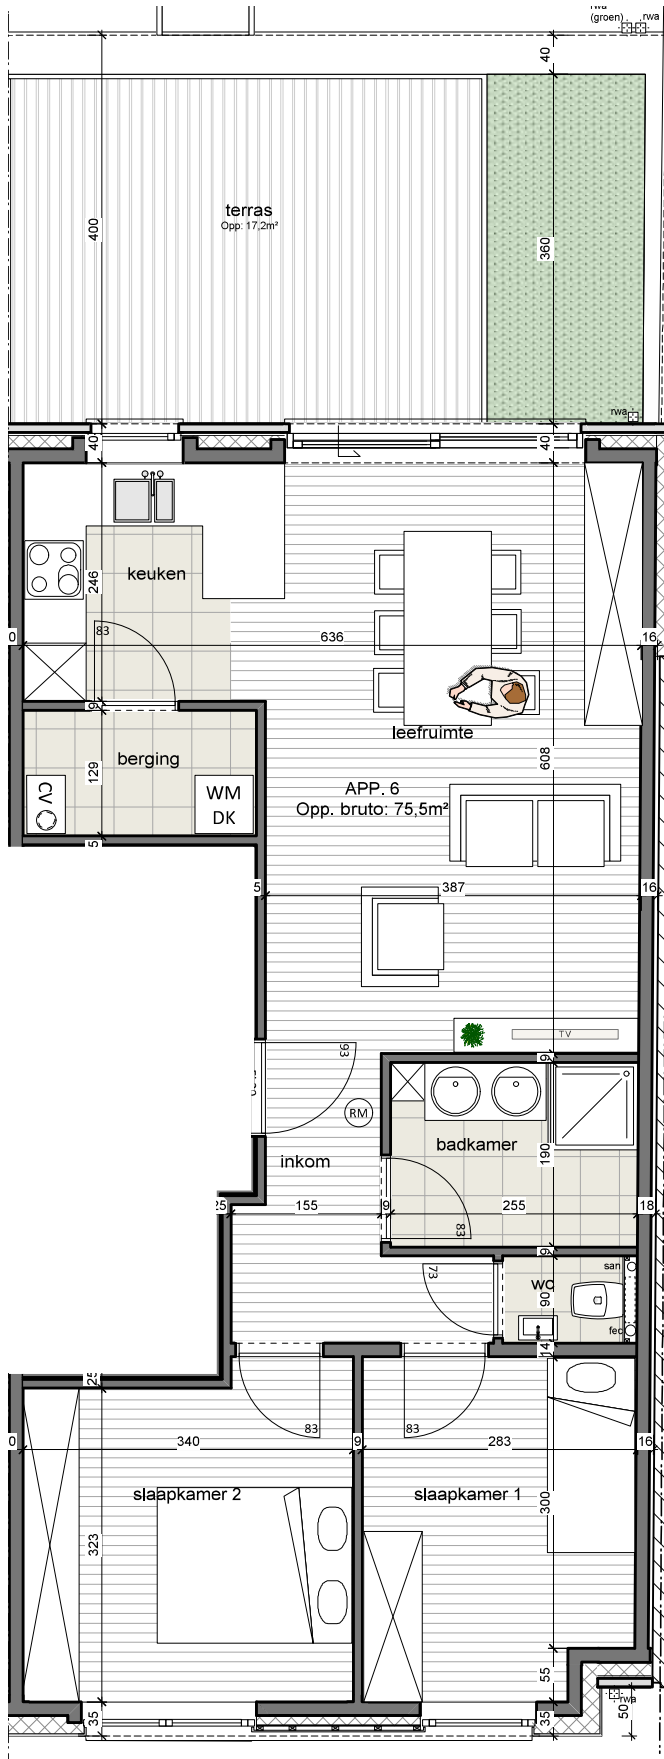 rwa
(groen)
rwa
40
400
terras
Opp: 17,2m²
360
rwa
40
40
keuken
246
83
0
636
16
9
leefruimte
berging
129
608
CV
WM
DK
APP. 6
Opp. bruto: 75,5m²
5
5
387
16
TV
93
9
RM
badkamer
190
inkom
25
155
9
255
18
83
9
73
wc
san
90
fec
14
25
83
83
0
340
9
283
16
slaapkamer 2
slaapkamer 1
300
323
55
rwa
35
35
50